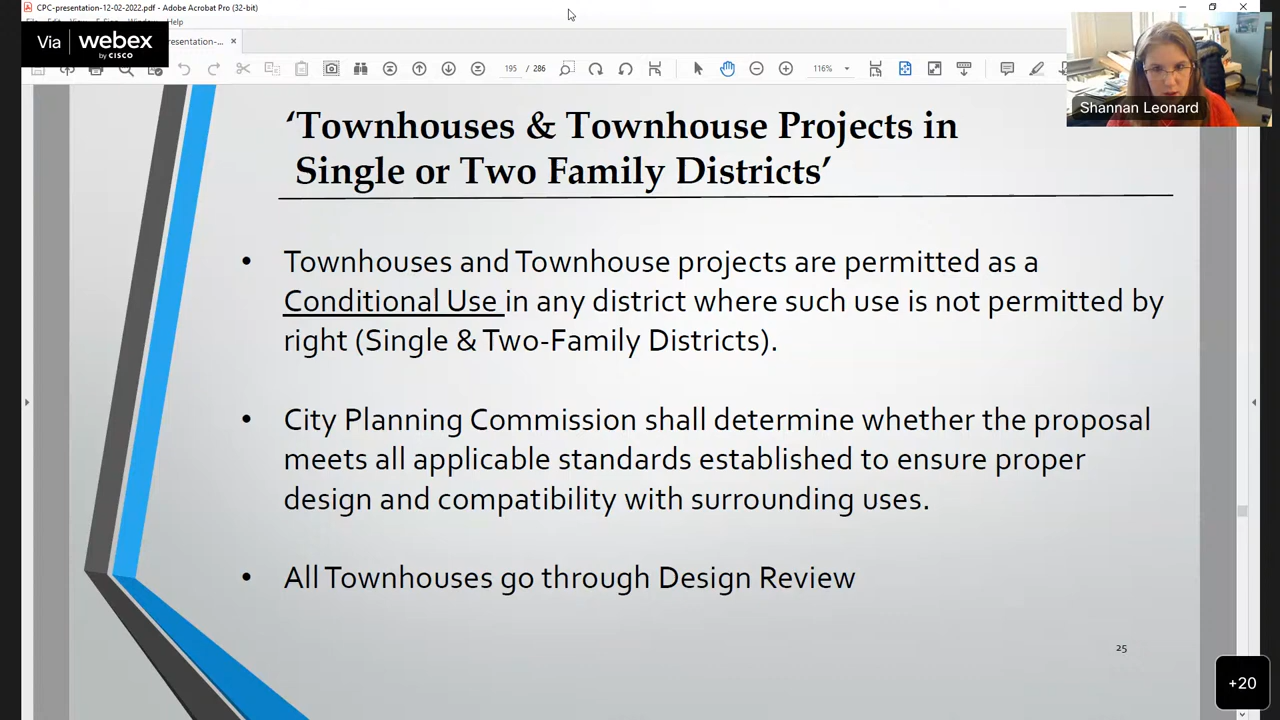 CPC-presentation-12-02-2022.pdf - Adobe Acrobat Pro (32-bit)
Help
Via webex
by CISCO
resentation-...
195 / 286
116%
Shannan Leonard
‘Townhouses & Townhouse Projects in
Single or Two Family Districts’
• Townhouses and Townhouse projects are permitted as a
Conditional Use in any district where such use is not permitted by
right (Single & Two-Family Districts).
• City Planning Commission shall determine whether the proposal
meets all applicable standards established to ensure proper
design and compatibility with surrounding uses.
• All Townhouses go through Design Review
25
+20